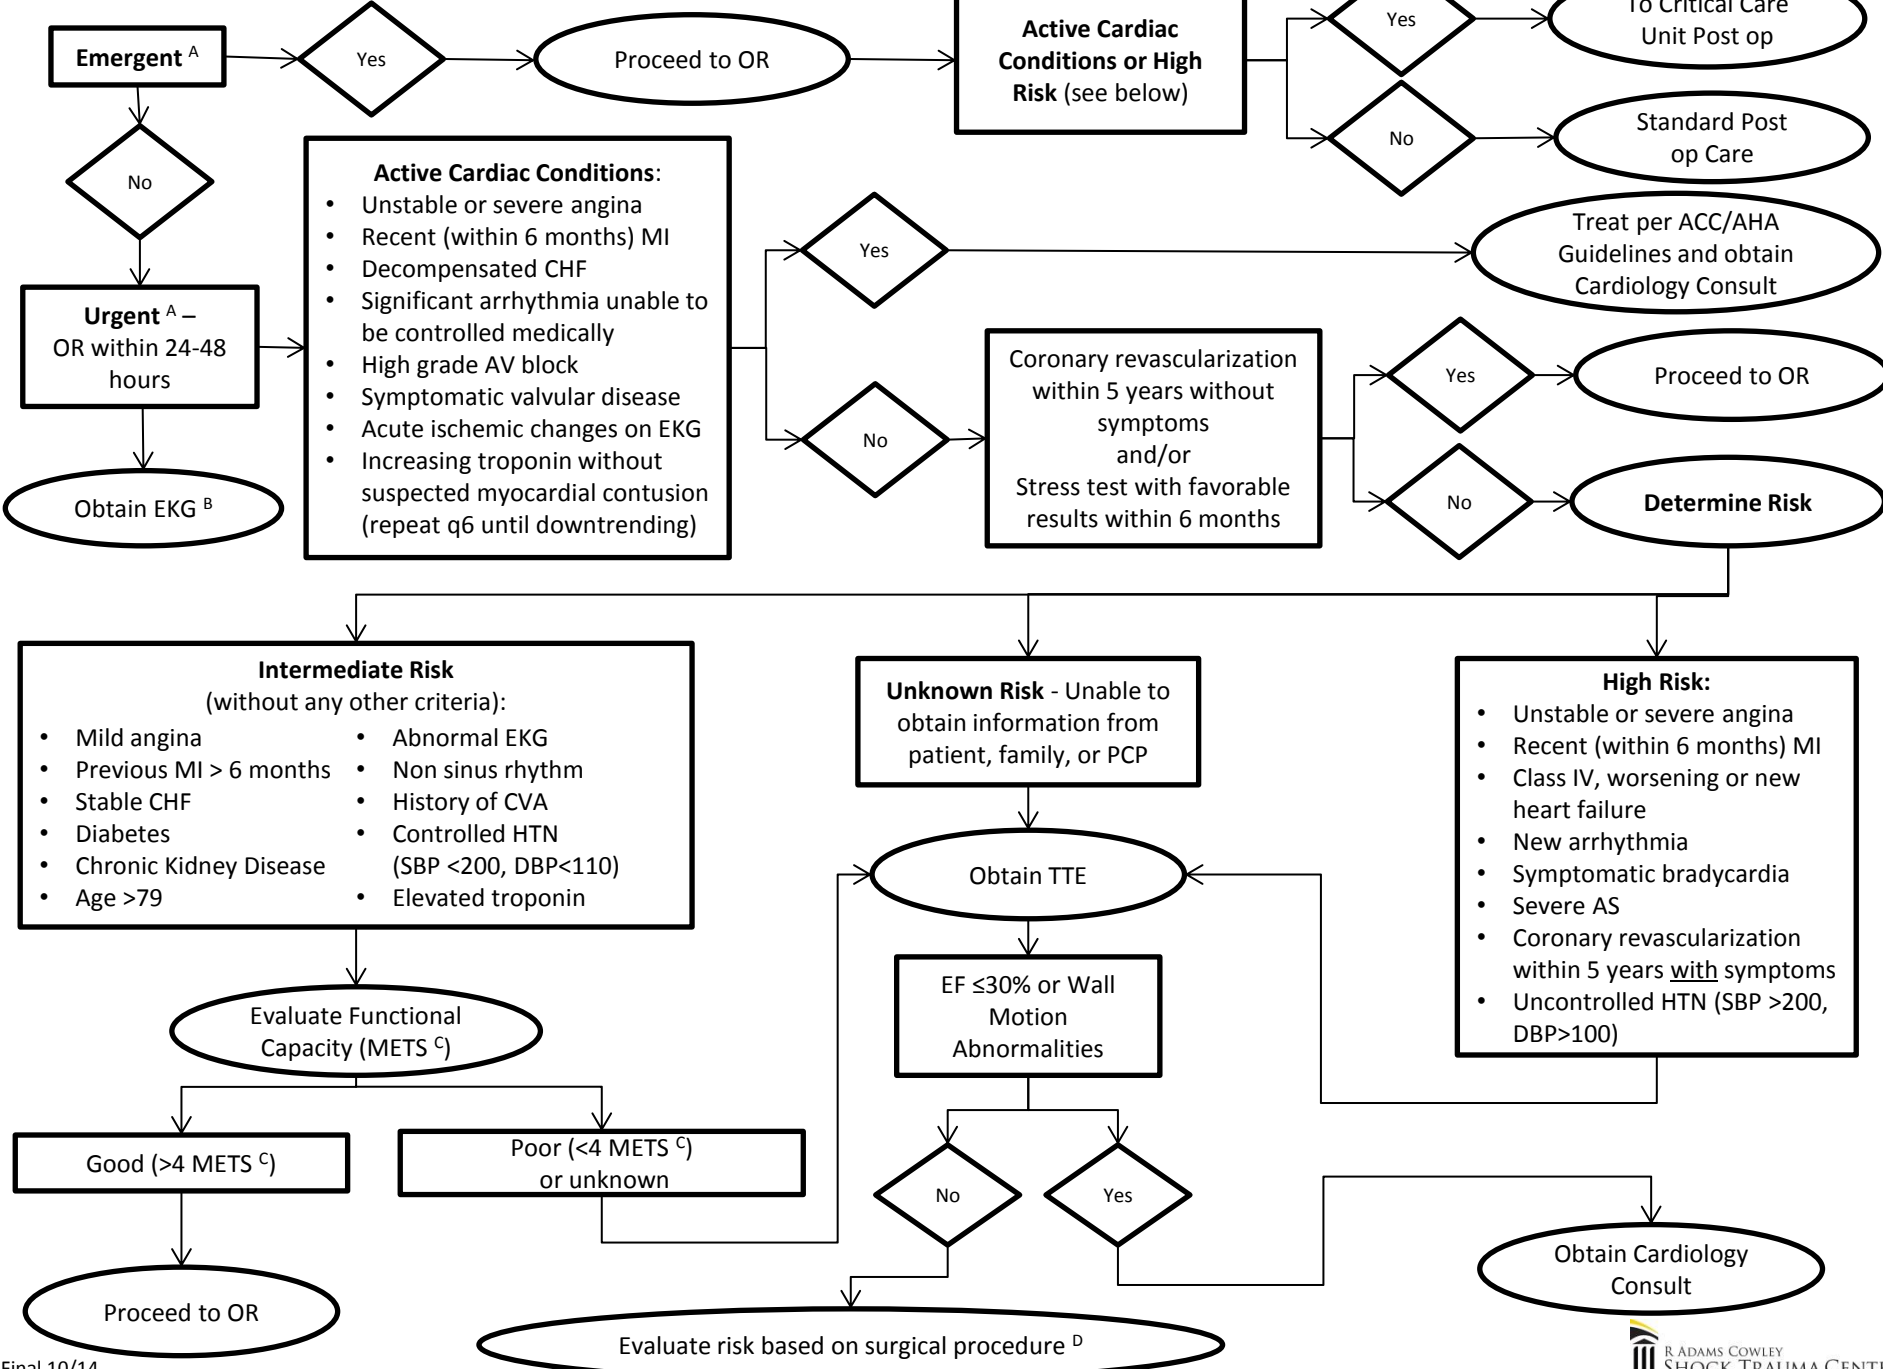 Emergent A
Yes
Proceed to OR
Active Cardiac
Conditions or High
Risk (see below)
Yes
To Critical Care
Unit Post op
No
Standard Post
op Care
No
Urgent A –
OR within 24-48
hours
Obtain EKG B
Active Cardiac Conditions:
• Unstable or severe angina
• Recent (within 6 months) MI
• Decompensated CHF
• Significant arrhythmia unable to
be controlled medically
• High grade AV block
• Symptomatic valvular disease
• Acute ischemic changes on EKG
• Increasing troponin without
suspected myocardial contusion
(repeat q6 until downtrending)
Yes
Treat per ACC/AHA
Guidelines and obtain
Cardiology Consult
No
Coronary revascularization
within 5 years without
symptoms
and/or
Stress test with favorable
results within 6 months
Yes
Proceed to OR
No
Determine Risk
Intermediate Risk
(without any other criteria):
• Mild angina
• Previous MI > 6 months
• Stable CHF
• Diabetes
• Chronic Kidney Disease
• Age >79
• Abnormal EKG
• Non sinus rhythm
• History of CVA
• Controlled HTN
(SBP <200, DBP<110)
• Elevated troponin
Unknown Risk - Unable to
obtain information from
patient, family, or PCP
High Risk:
• Unstable or severe angina
• Recent (within 6 months) MI
• Class IV, worsening or new
heart failure
• New arrhythmia
• Symptomatic bradycardia
• Severe AS
• Coronary revascularization
within 5 years with symptoms
• Uncontrolled HTN (SBP >200,
DBP>100)
Obtain TTE
EF ≤30% or Wall
Motion
Abnormalities
Evaluate Functional
Capacity (METS C)
Good (>4 METS C)
Poor (<4 METS C)
or unknown
No
Yes
Proceed to OR
Evaluate risk based on surgical procedure D
Obtain Cardiology
Consult
Final 10/14
R ADAMS COWLEY
SHOCK TRAUMA CENT